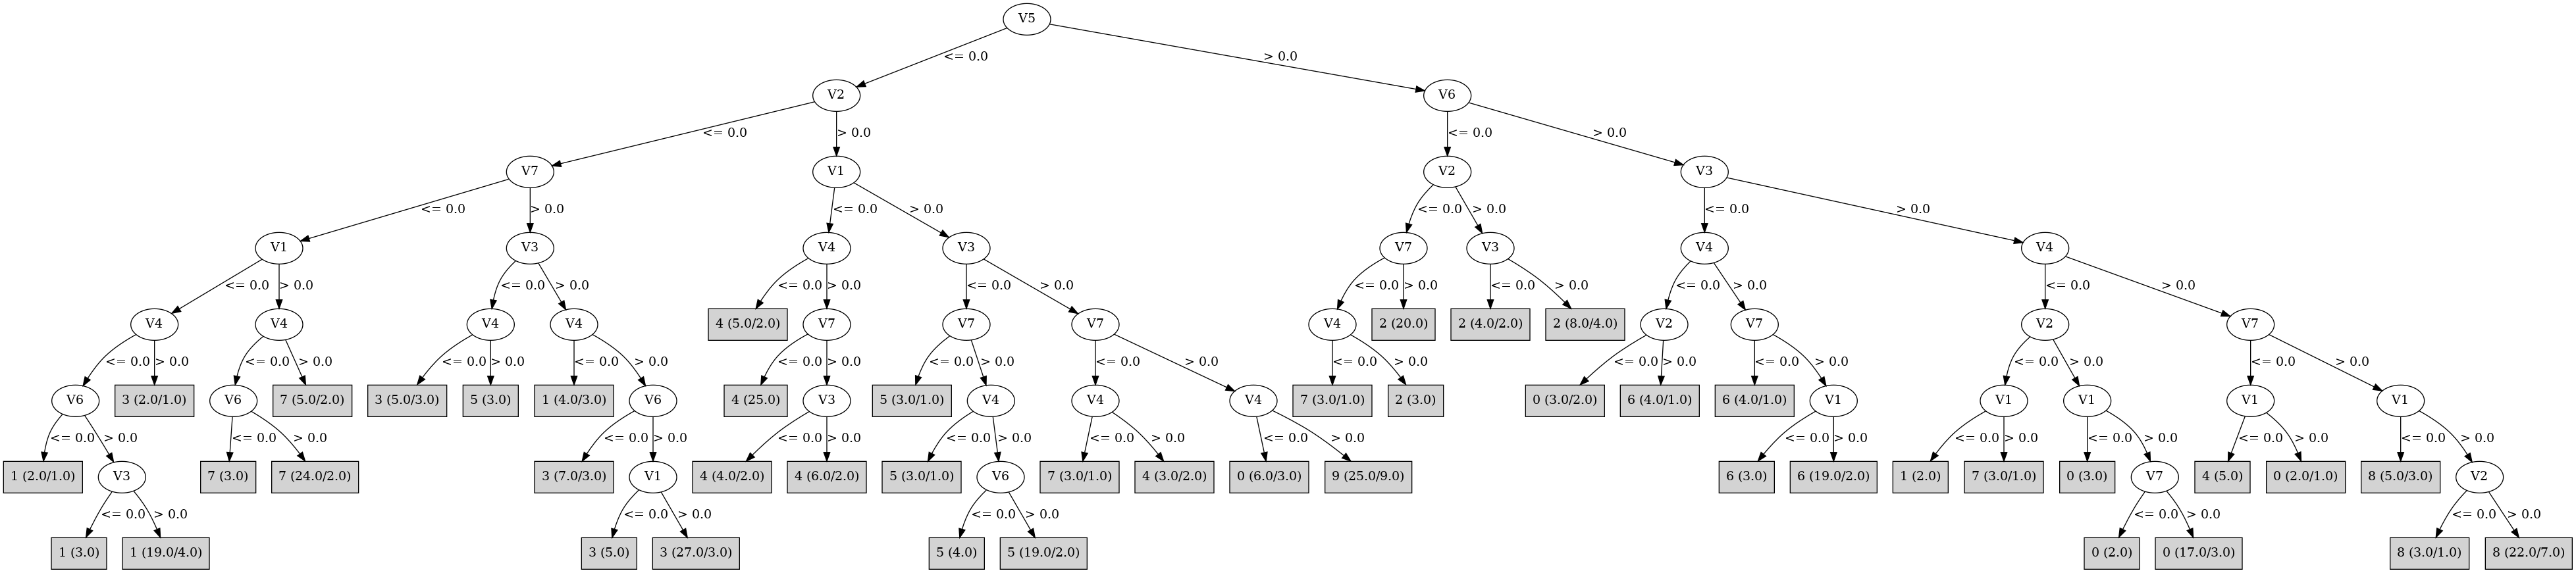 V5
<= 0.0 > 0.0
V2 V6
<= 0.0 > 0.0 <= 0.0 > 0.0
V7 V1 V2 V3
<= 0.0 > 0.0 <= 0.0 > 0.0 <= 0.0 > 0.0 <= 0.0 > 0.0
V1 V3 V4 V3 V7 V3 V4 V4
<= 0.0 > 0.0 <= 0.0 > 0.0 <= 0.0 > 0.0 <= 0.0 > 0.0 <= 0.0 > 0.0 <= 0.0 > 0.0 <= 0.0 > 0.0 <= 0.0 > 0.0
V4 V4 V4 V4 4 (5.0/2.0) V7 V7 V7 V4 2 (20.0) 2 (4.0/2.0) 2 (8.0/4.0) V2 V7 V2 V7
<= 0.0 > 0.0 <= 0.0 > 0.0 <= 0.0 > 0.0 <= 0.0 > 0.0 <= 0.0 > 0.0 <= 0.0 > 0.0 <= 0.0 > 0.0 <= 0.0 > 0.0 <= 0.0 > 0.0 <= 0.0 > 0.0 <= 0.0 > 0.0 <= 0.0 > 0.0
V6 3 (2.0/1.0) V6 7 (5.0/2.0) 3 (5.0/3.0) 5 (3.0) 1 (4.0/3.0) V6 4 (25.0) V3 5 (3.0/1.0) V4 V4 V4 7 (3.0/1.0) 2 (3.0) 0 (3.0/2.0) 6 (4.0/1.0) 6 (4.0/1.0) V1 V1 V1 V1 V1
<= 0.0 > 0.0 <= 0.0 > 0.0 <= 0.0 > 0.0 <= 0.0 > 0.0 <= 0.0 > 0.0 <= 0.0 > 0.0 <= 0.0 > 0.0 <= 0.0 > 0.0 <= 0.0 > 0.0 <= 0.0 > 0.0 <= 0.0 > 0.0 <= 0.0 > 0.0
1 (2.0/1.0) V3 7 (3.0) 7 (24.0/2.0) 3 (7.0/3.0) V1 4 (4.0/2.0) 4 (6.0/2.0) 5 (3.0/1.0) V6 7 (3.0/1.0) 4 (3.0/2.0) 0 (6.0/3.0) 9 (25.0/9.0) 6 (3.0) 6 (19.0/2.0) 1 (2.0) 7 (3.0/1.0) 0 (3.0) V7 4 (5.0) 0 (2.0/1.0) 8 (5.0/3.0) V2
<= 0.0 > 0.0 <= 0.0 > 0.0 <= 0.0 > 0.0 <= 0.0 > 0.0 <= 0.0 > 0.0
1 (3.0) 1 (19.0/4.0) 3 (5.0) 3 (27.0/3.0) 5 (4.0) 5 (19.0/2.0) 0 (2.0) 0 (17.0/3.0) 8 (3.0/1.0) 8 (22.0/7.0)